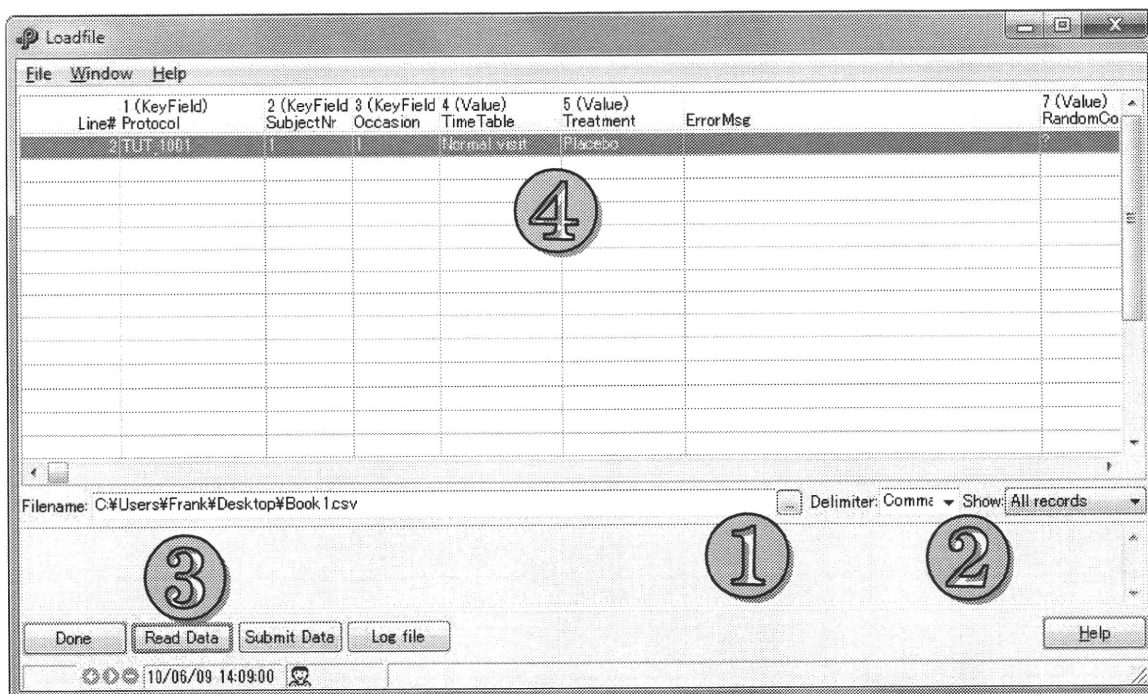 Loadfile
File Window Help
1 (KeyField) 2 (KeyField 3 (KeyField 4 (Value) 5 (Value) 7 (Value)
Line# Protocol SubjectNr Occasion TimeTable Treatment ErrorMsg RandomCo
2 TUT_1001 1 1 Normal visit Placebo ?
4
Filename: C:¥Users¥Frank¥Desktop¥Book1.csv ... Delimiter: Comma Show: All records
3 1 2
Done Read Data Submit Data Log file Help
10/06/09 14:09:00